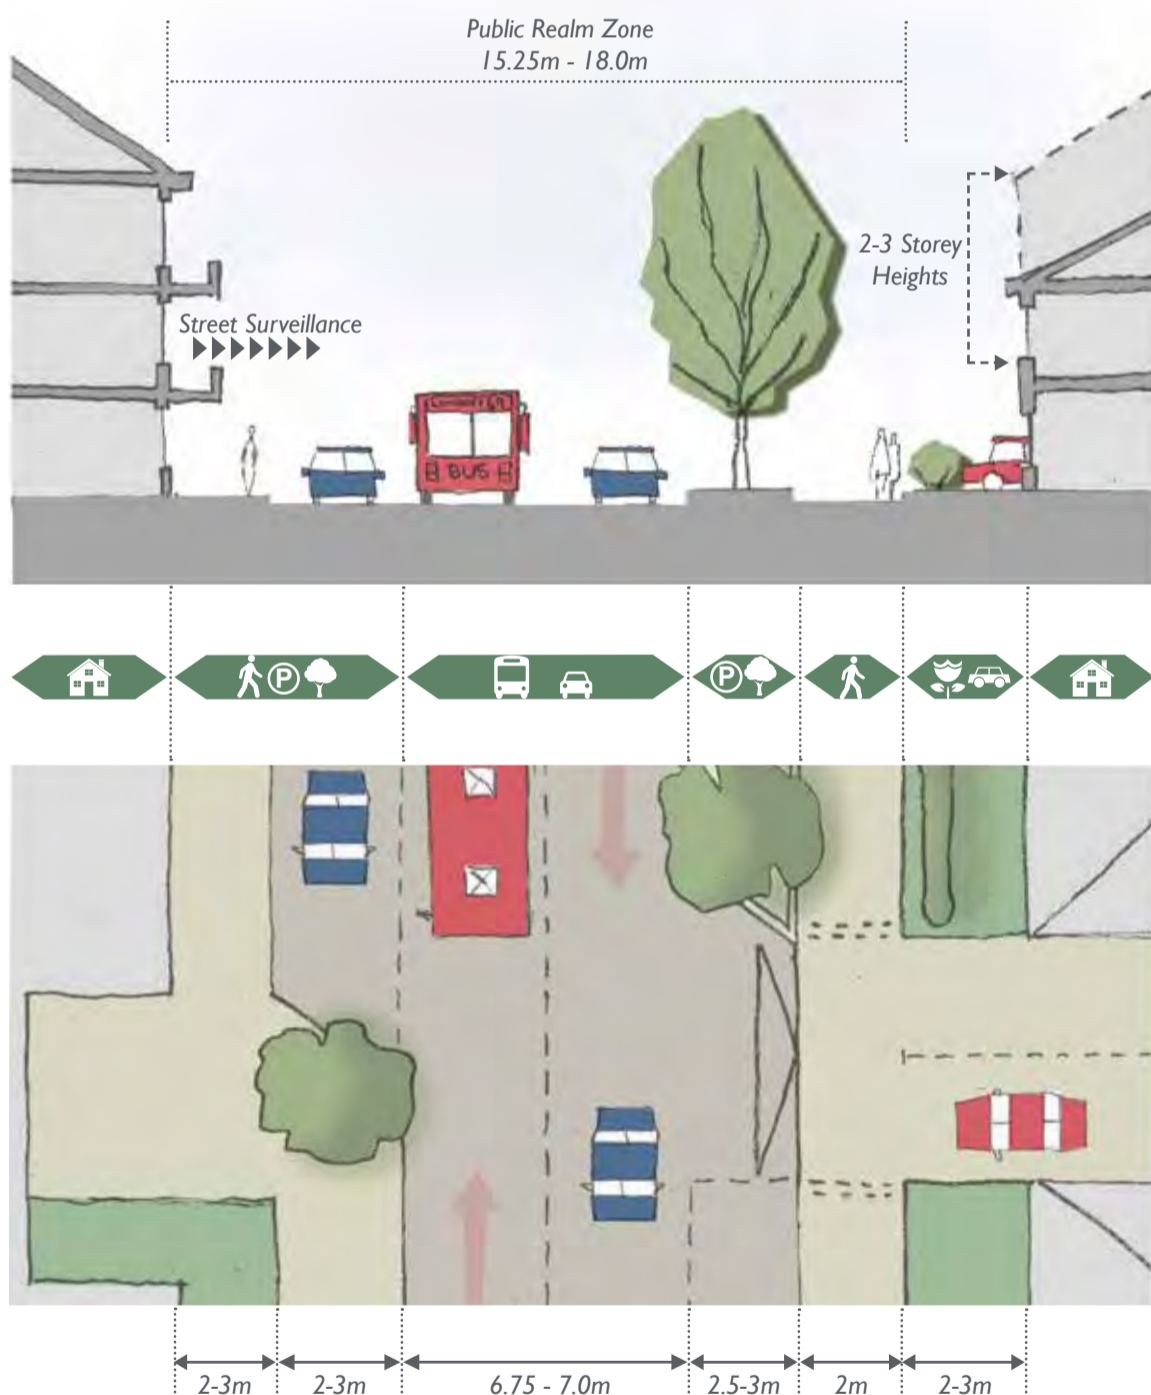 Public Realm Zone
15.25m - 18.0m
2-3 Storey
Heights
Street Surveillance
BUS
P
P
2-3m
2-3m
6.75 - 7.0m
2.5-3m
2m
2-3m